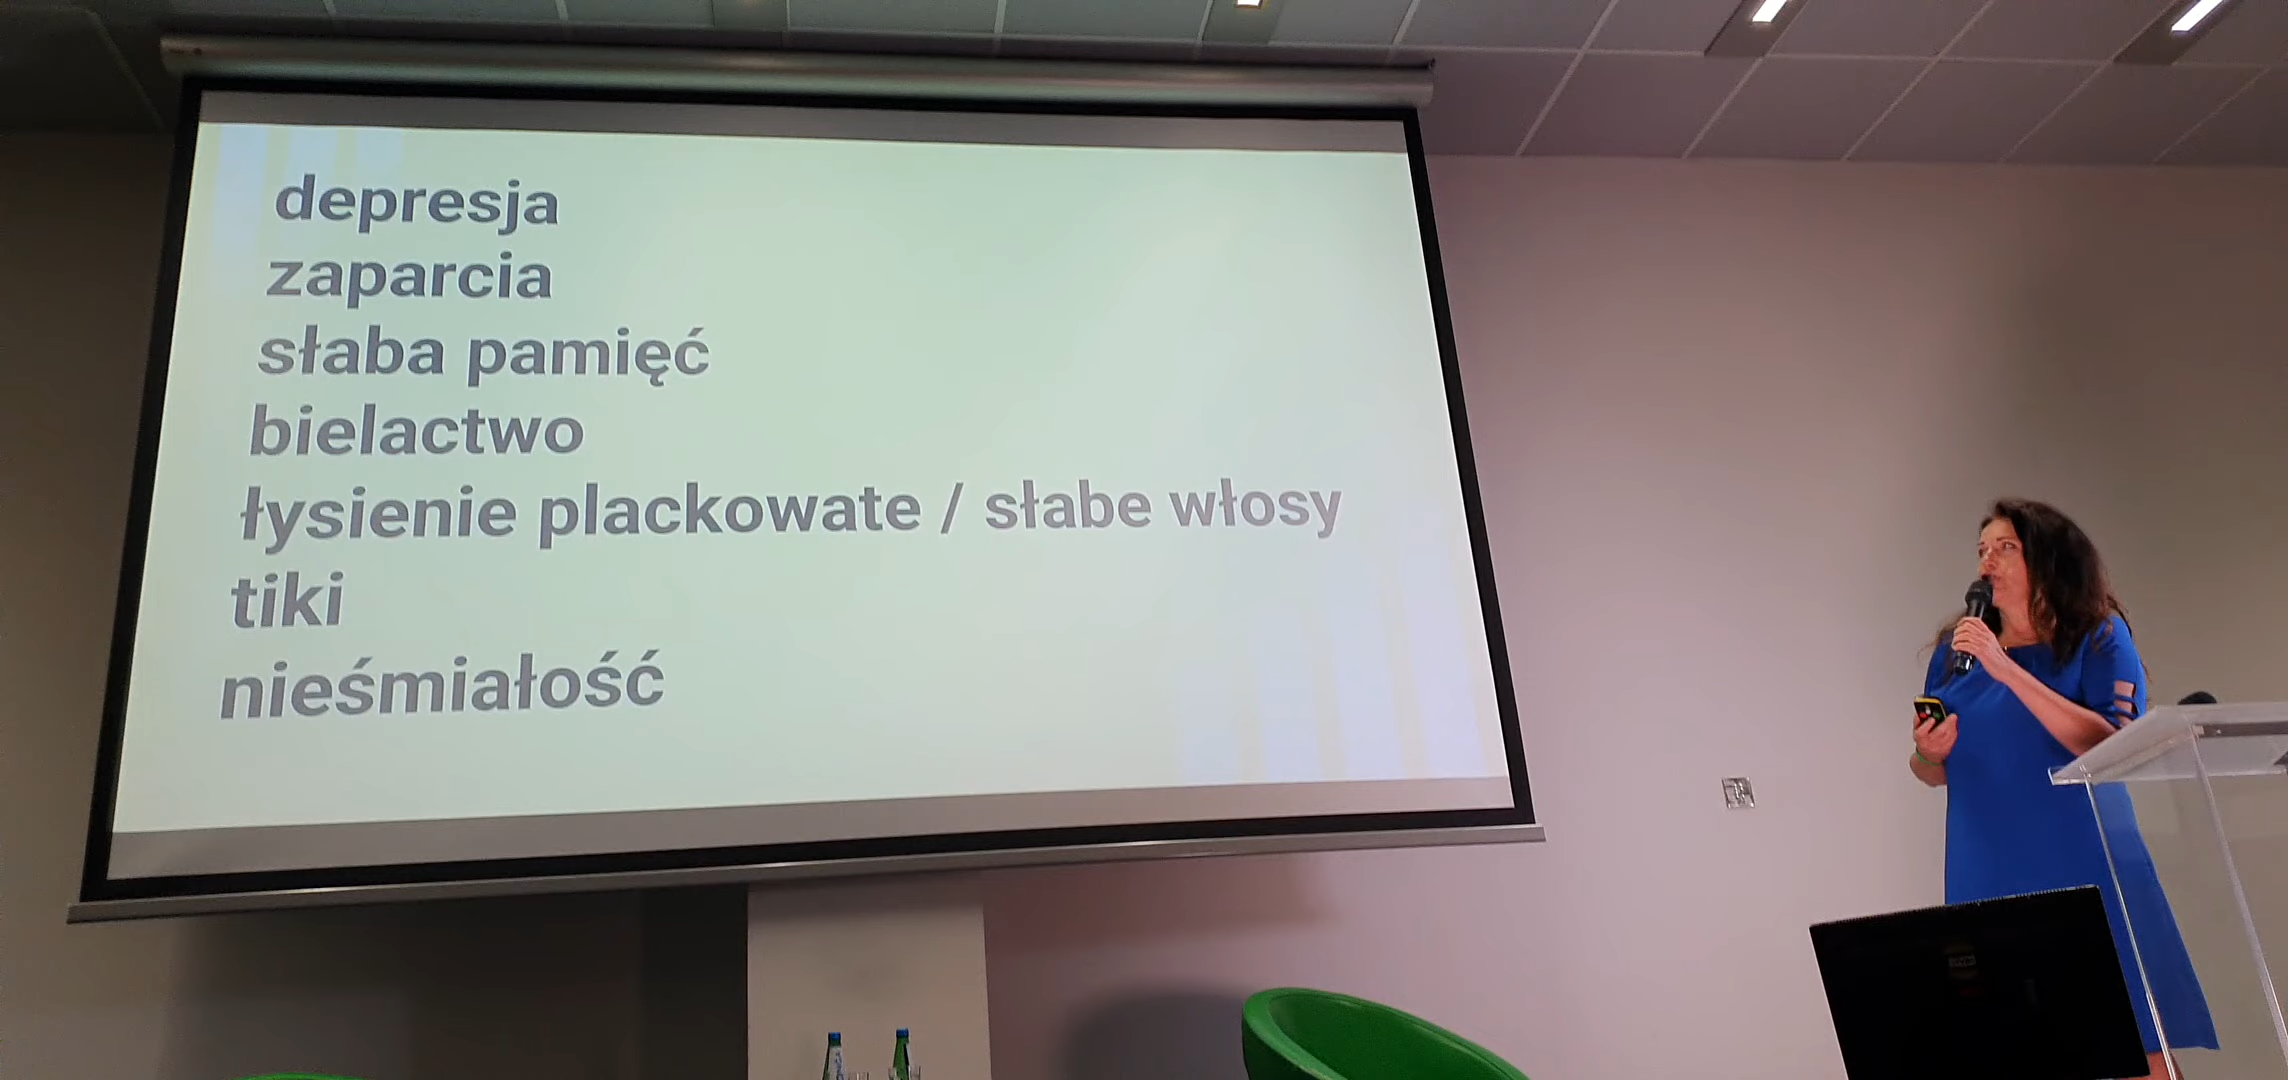 depresja
zaparcia
słaba pamięć
bielactwo
łysienie plackowate / słabe włosy
tiki
nieśmiałość